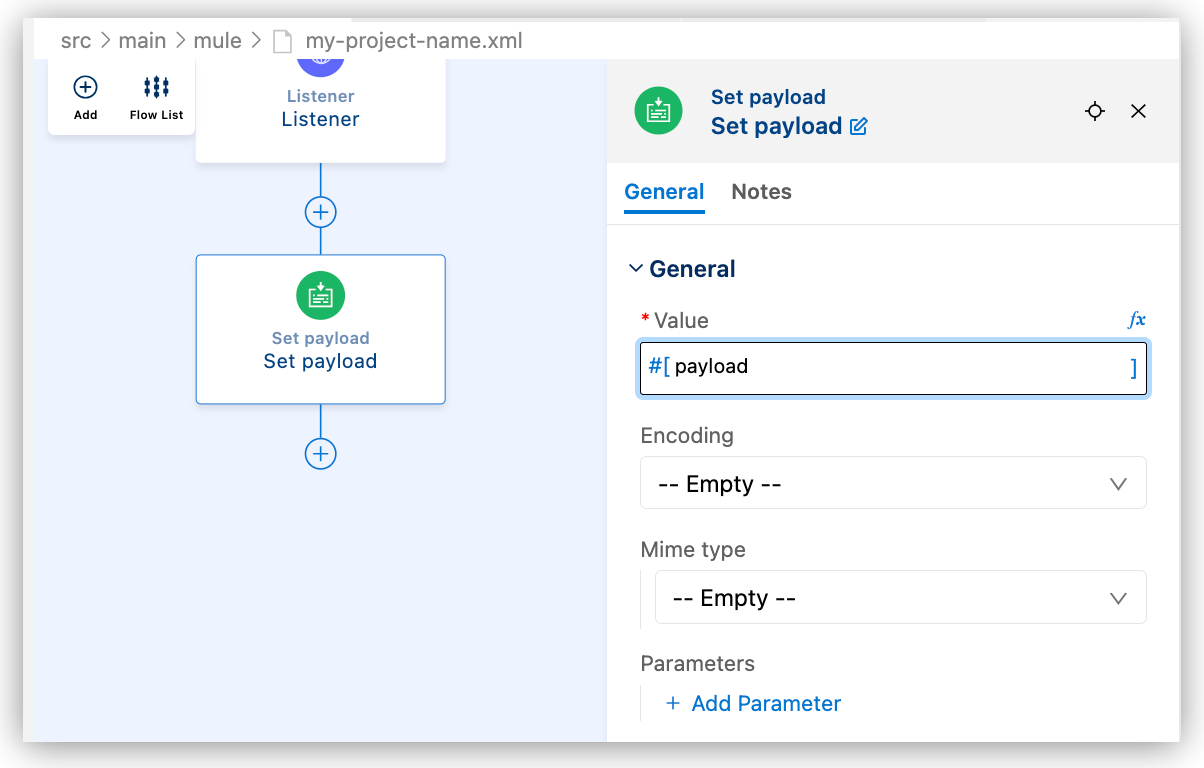 src > main > mule > my-project-name.xml
Add
Flow List
Listener
Listener
Set payload
Set payload
Set payload
Set payload
General Notes
General
* Value fx
#[ payload ]
Encoding
-- Empty --
Mime type
-- Empty --
Parameters
+ Add Parameter